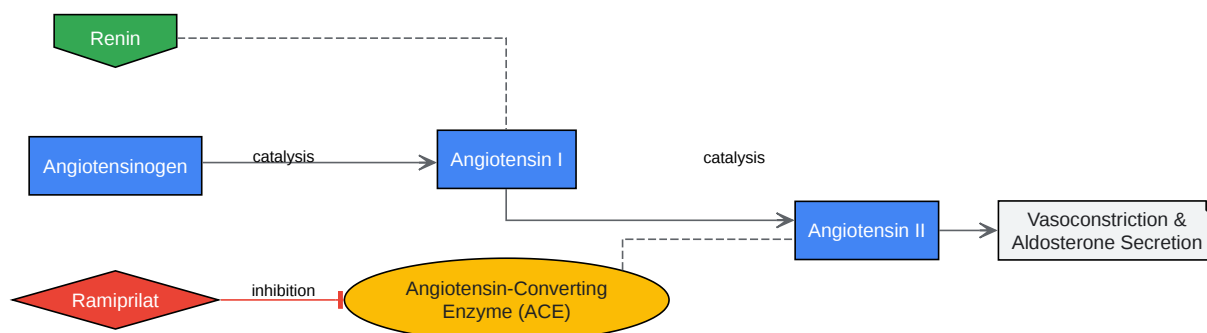 Renin
Angiotensinogen
catalysis
Angiotensin I
catalysis
Angiotensin II
Vasoconstriction &
Aldosterone Secretion
Ramiprilat
inhibition
Angiotensin-Converting
Enzyme (ACE)